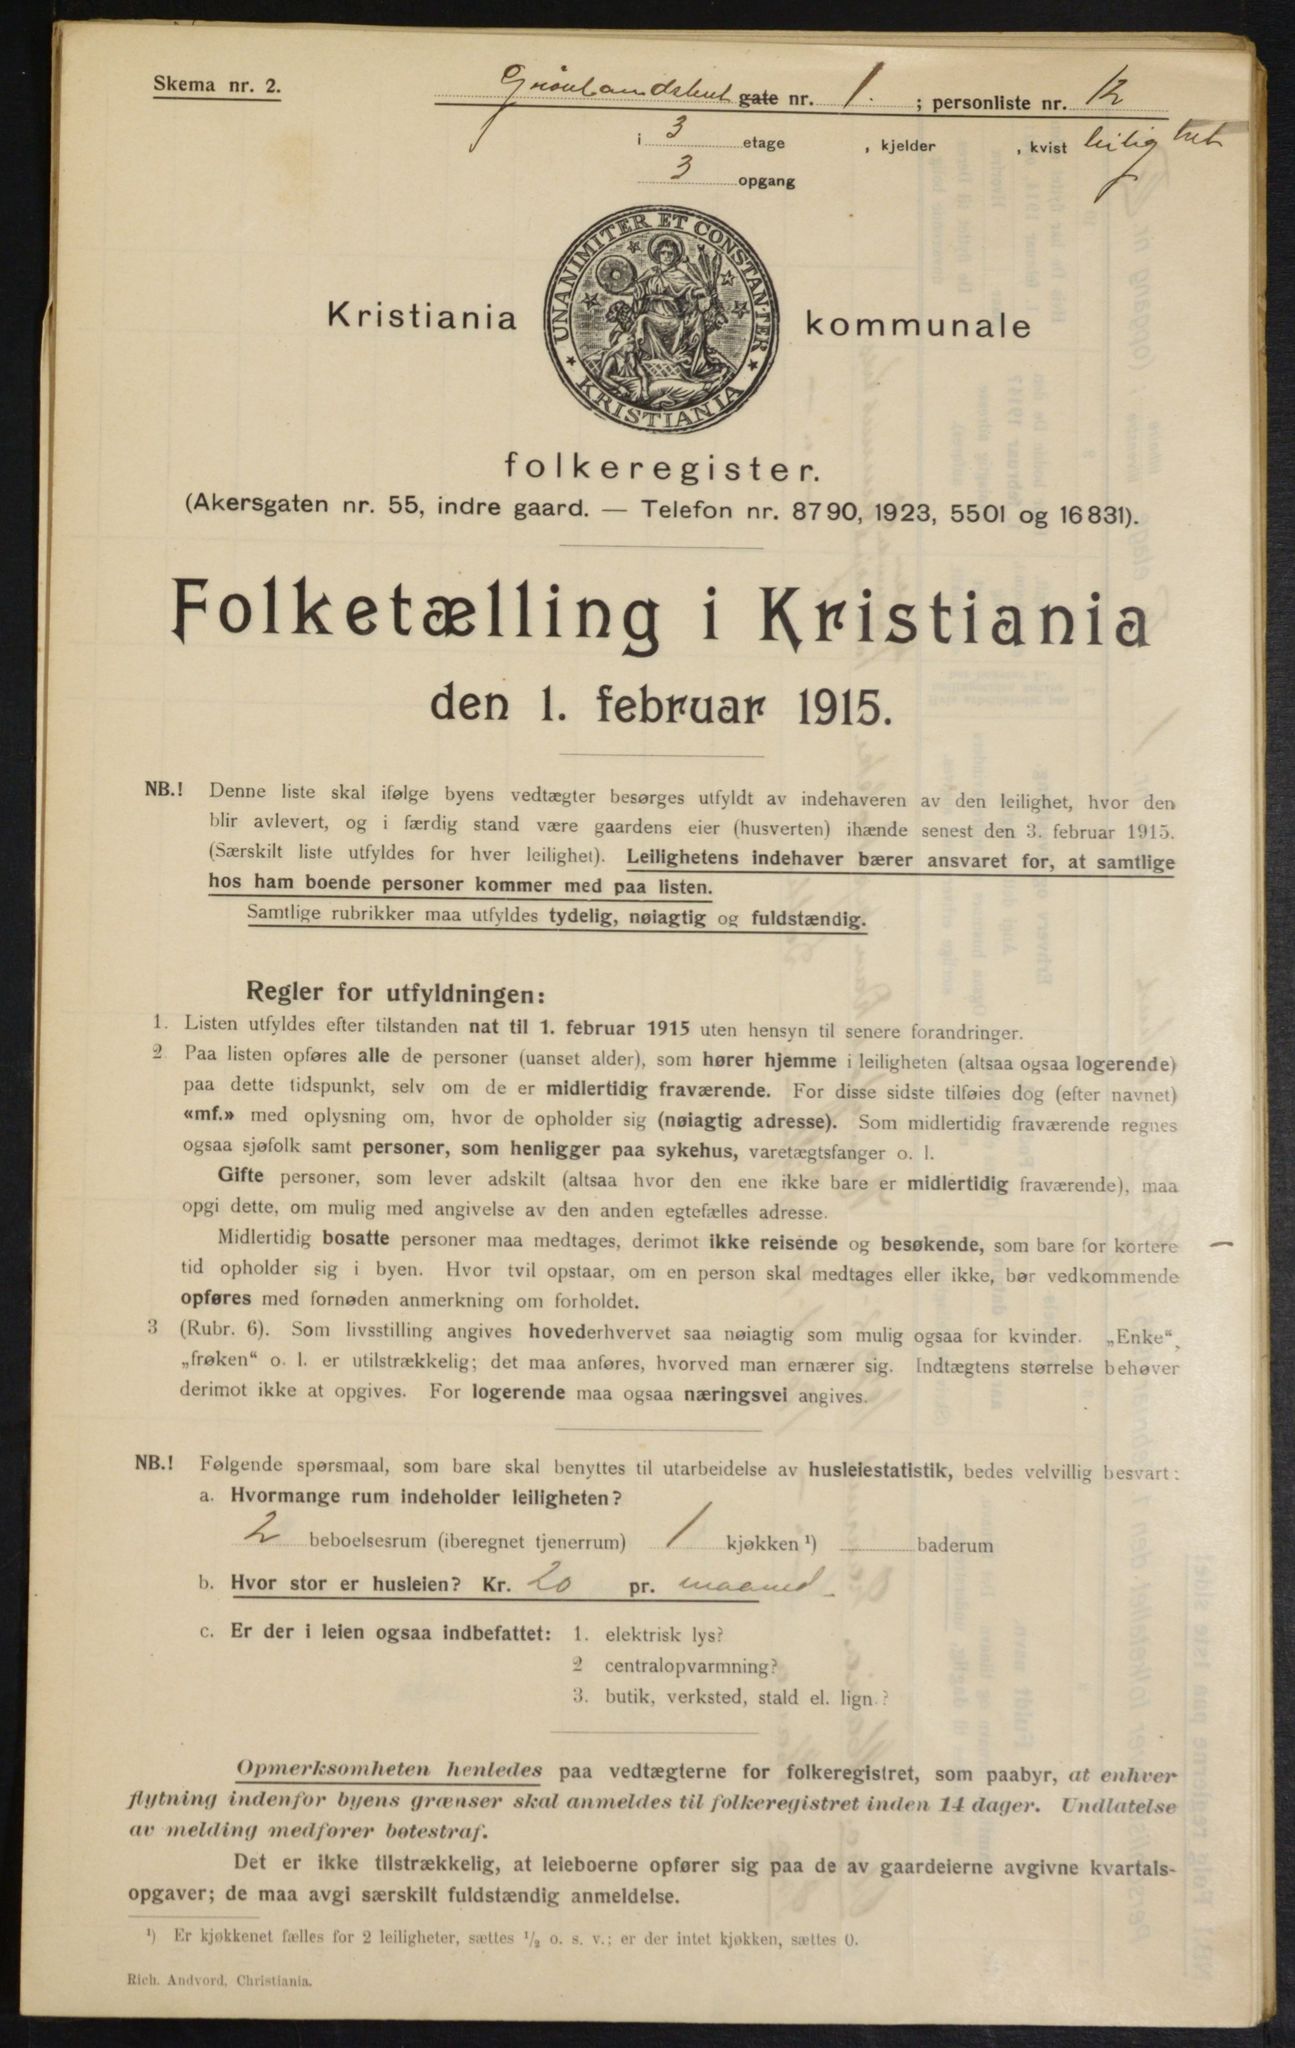 Skema nr. 2.
Grønlandsleret gate nr. 1. ; personliste nr. 12
i 3 etage , kjelder , kvist leilighet
3 opgang
UNANIMITER ET CONSTANTER
KRISTIANIA
Kristiania kommunale
folkeregister.
(Akersgaten nr. 55, indre gaard. — Telefon nr. 8790, 1923, 5501 og 16831).
Folketælling i Kristiania
den 1. februar 1915.
NB.! Denne liste skal ifølge byens vedtægter besørges utfyldt av indehaveren av den leilighet, hvor den
blir avlevert, og i færdig stand være gaardens eier (husverten) ihænde senest den 3. februar 1915.
(Særskilt liste utfyldes for hver leilighet). Leilighetens indehaver bærer ansvaret for, at samtlige
hos ham boende personer kommer med paa listen.
Samtlige rubrikker maa utfyldes tydelig, nøiagtig og fuldstændig.
Regler for utfyldningen:
1. Listen utfyldes efter tilstanden nat til 1. februar 1915 uten hensyn til senere forandringer.
2 Paa listen opføres alle de personer (uanset alder), som hører hjemme i leiligheten (altsaa ogsaa logerende)
paa dette tidspunkt, selv om de er midlertidig fraværende. For disse sidste tilføies dog (efter navnet)
«mf.» med oplysning om, hvor de opholder sig (nøiagtig adresse). Som midlertidig fraværende regnes
ogsaa sjøfolk samt personer, som henligger paa sykehus, varetægtsfanger o. l.
Gifte personer, som lever adskilt (altsaa hvor den ene ikke bare er midlertidig fraværende), maa
opgi dette, om mulig med angivelse av den anden egtefælles adresse.
Midlertidig bosatte personer maa medtages, derimot ikke reisende og besøkende, som bare for kortere
tid opholder sig i byen. Hvor tvil opstaar, om en person skal medtages eller ikke, bør vedkommende
opføres med fornøden anmerkning om forholdet.
3 (Rubr. 6). Som livsstilling angives hovederhvervet saa nøiagtig som mulig ogsaa for kvinder. „Enke“,
„frøken“ o. l. er utilstrækkelig; det maa anføres, hvorved man ernærer sig. Indtægtens størrelse behøver
derimot ikke at opgives. For logerende maa ogsaa næringsvei angives.
NB.! Følgende spørsmaal, som bare skal benyttes til utarbeidelse av husleiestatistik, bedes velvillig besvart:
a. Hvormange rum indeholder leiligheten?
2 beboelsesrum (iberegnet tjenerrum) 1 kjøkken ¹) baderum
b. Hvor stor er husleien? Kr. 20 pr. maaned
c. Er der i leien ogsaa indbefattet: 1. elektrisk lys?
2 centralopvarmning?
3. butik, verksted, stald el. lign.?
Opmerksomheten henledes paa vedtægterne for folkeregistret, som paabyr, at enhver
flytning indenfor byens grænser skal anmeldes til folkeregistret inden 14 dager. Undlatelse
av melding medfører bøtestraf.
Det er ikke tilstrækkelig, at leieboerne opfører sig paa de av gaardeierne avgivne kvartals-
opgaver; de maa avgi særskilt fuldstændig anmeldelse.
¹) Er kjøkkenet fælles for 2 leiligheter, sættes ½ o. s. v.; er der intet kjøkken, sættes 0.
Rich. Andvord, Christiania.